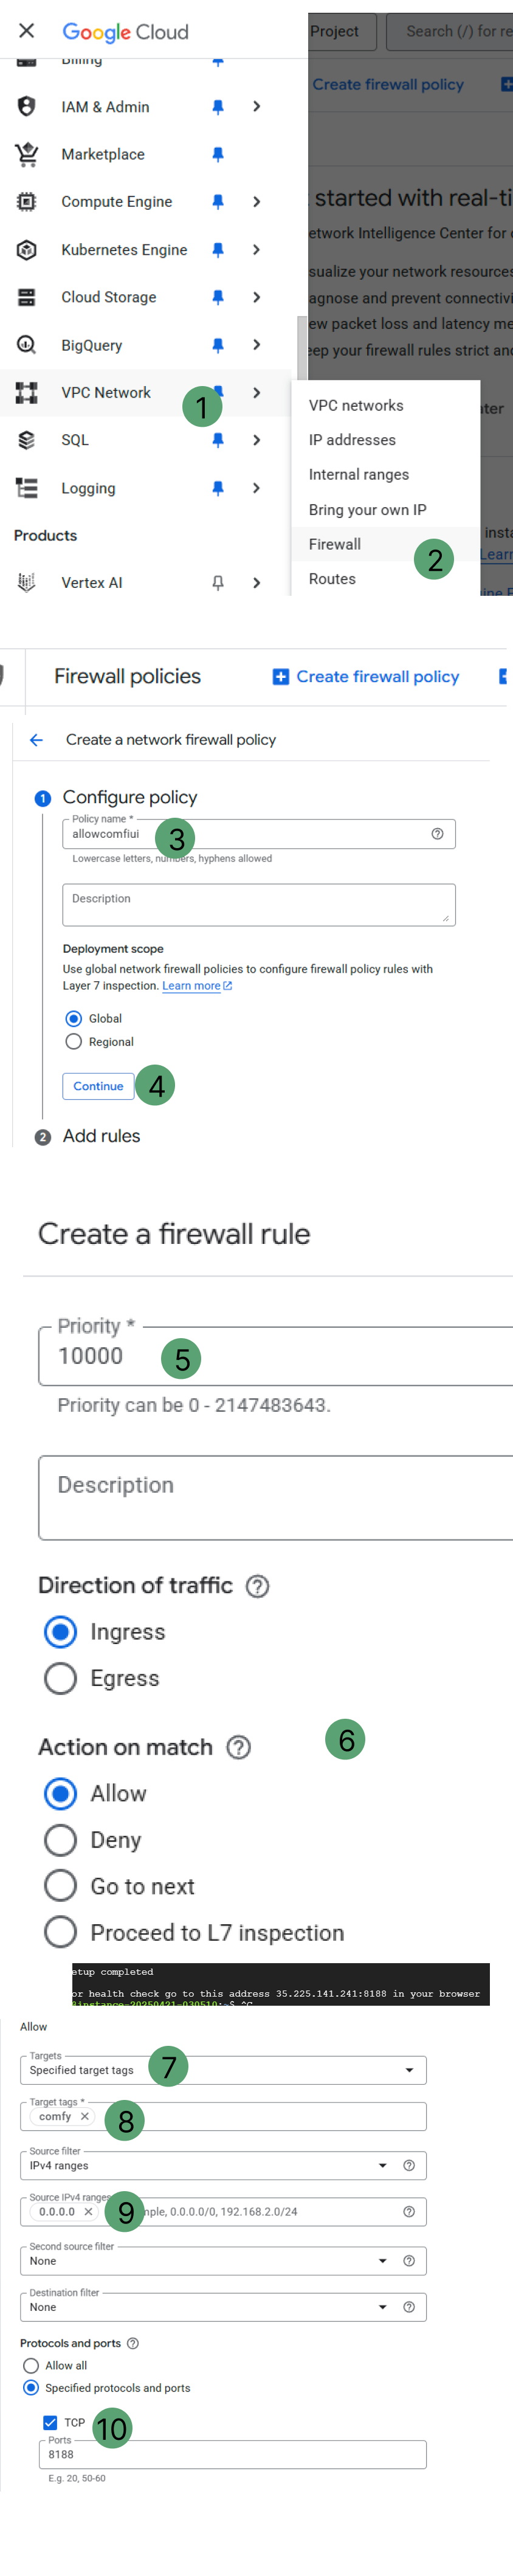 Google Cloud
Project
Search (/) for re
Billing
Create firewall policy
IAM & Admin
Marketplace
Compute Engine
started with real-ti
etwork Intelligence Center for
Kubernetes Engine
sualize your network resources
Cloud Storage
agnose and prevent connectivi
ew packet loss and latency me
BigQuery
eep your firewall rules strict an
VPC Network
1
VPC networks
ter
SQL
IP addresses
Internal ranges
Logging
Bring your own IP
Products
Firewall
2
insta
Learn
Vertex AI
Routes
Firewall policies
Create firewall policy
Create a network firewall policy
1
Configure policy
Policy name *
allowcomfiui
3
Lowercase letters, numbers, hyphens allowed
Description
Deployment scope
Use global network firewall policies to configure firewall policy rules with
Layer 7 inspection. Learn more
Global
Regional
Continue
4
2
Add rules
Create a firewall rule
Priority *
10000
5
Priority can be 0 - 2147483643.
Description
Direction of traffic
Ingress
Egress
Action on match
6
Allow
Deny
Go to next
Proceed to L7 inspection
etup completed
or health check go to this address 35.225.141.241:8188 in your browser
instance-20250421-030510:~$ ^C
Allow
Targets
Specified target tags
7
Target tags *
comfy
8
Source filter
IPv4 ranges
Source IPv4 ranges
0.0.0.0
9
mple, 0.0.0.0/0, 192.168.2.0/24
Second source filter
None
Destination filter
None
Protocols and ports
Allow all
Specified protocols and ports
TCP
10
Ports
8188
E.g. 20, 50-60